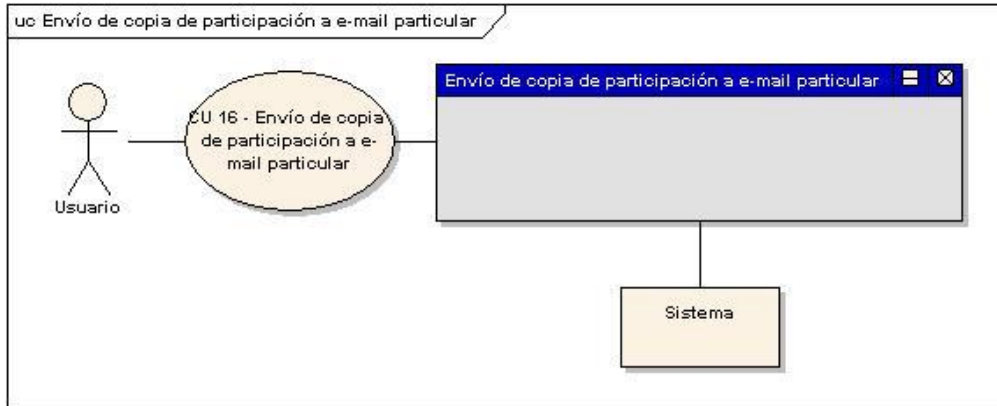 uc Envío de copia de participación a e-mail particular
Envío de copia de participación a e-mail particular
CU 16 - Envío de copia
de participación a e-
mail particular
Usuario
Sistema